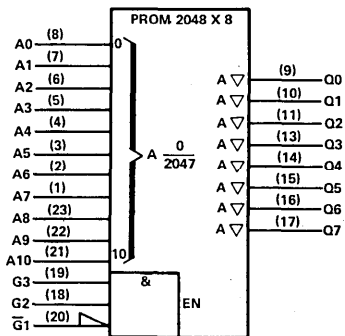 PROM 2048 X 8
A0 (8) 0
A1 (7)
A2 (6)
A3 (5)
A4 (4)
A5 (3)
A6 (2)
A7 (1)
A8 (23)
A9 (22)
A10 (21) 10
G3 (19) &
G2 (18) EN
G̅1 (20)
A 0
2047
A ▽ (9) Q0
A ▽ (10) Q1
A ▽ (11) Q2
A ▽ (13) Q3
A ▽ (14) Q4
A ▽ (15) Q5
A ▽ (16) Q6
A ▽ (17) Q7